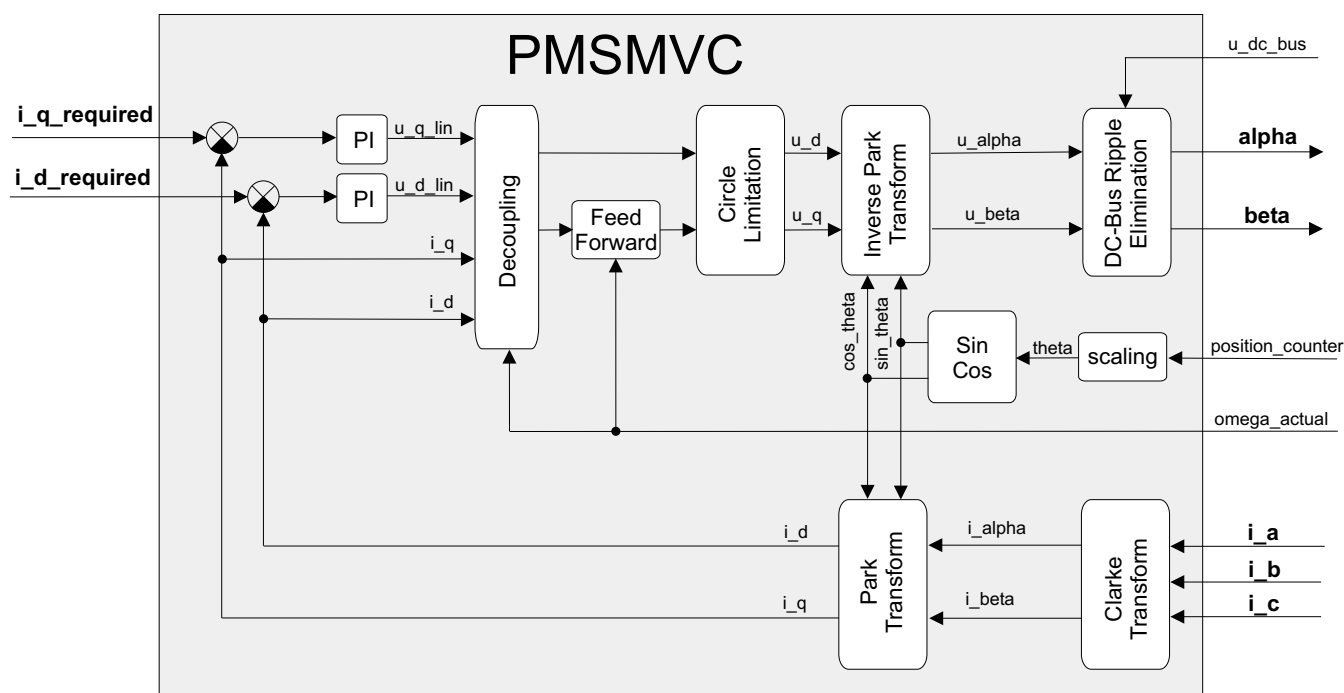 PMSMVC
u_dc_bus
i_q_required
PI
u_q_lin
i_d_required
PI
u_d_lin
i_q
i_d
Decoupling
Feed
Forward
Circle
Limitation
u_d
u_q
Inverse Park
Transform
u_alpha
u_beta
DC-Bus Ripple
Elimination
alpha
beta
cos_theta
sin_theta
Sin
Cos
theta
scaling
position_counter
omega_actual
i_d
i_q
Park
Transform
i_alpha
i_beta
Clarke
Transform
i_a
i_b
i_c